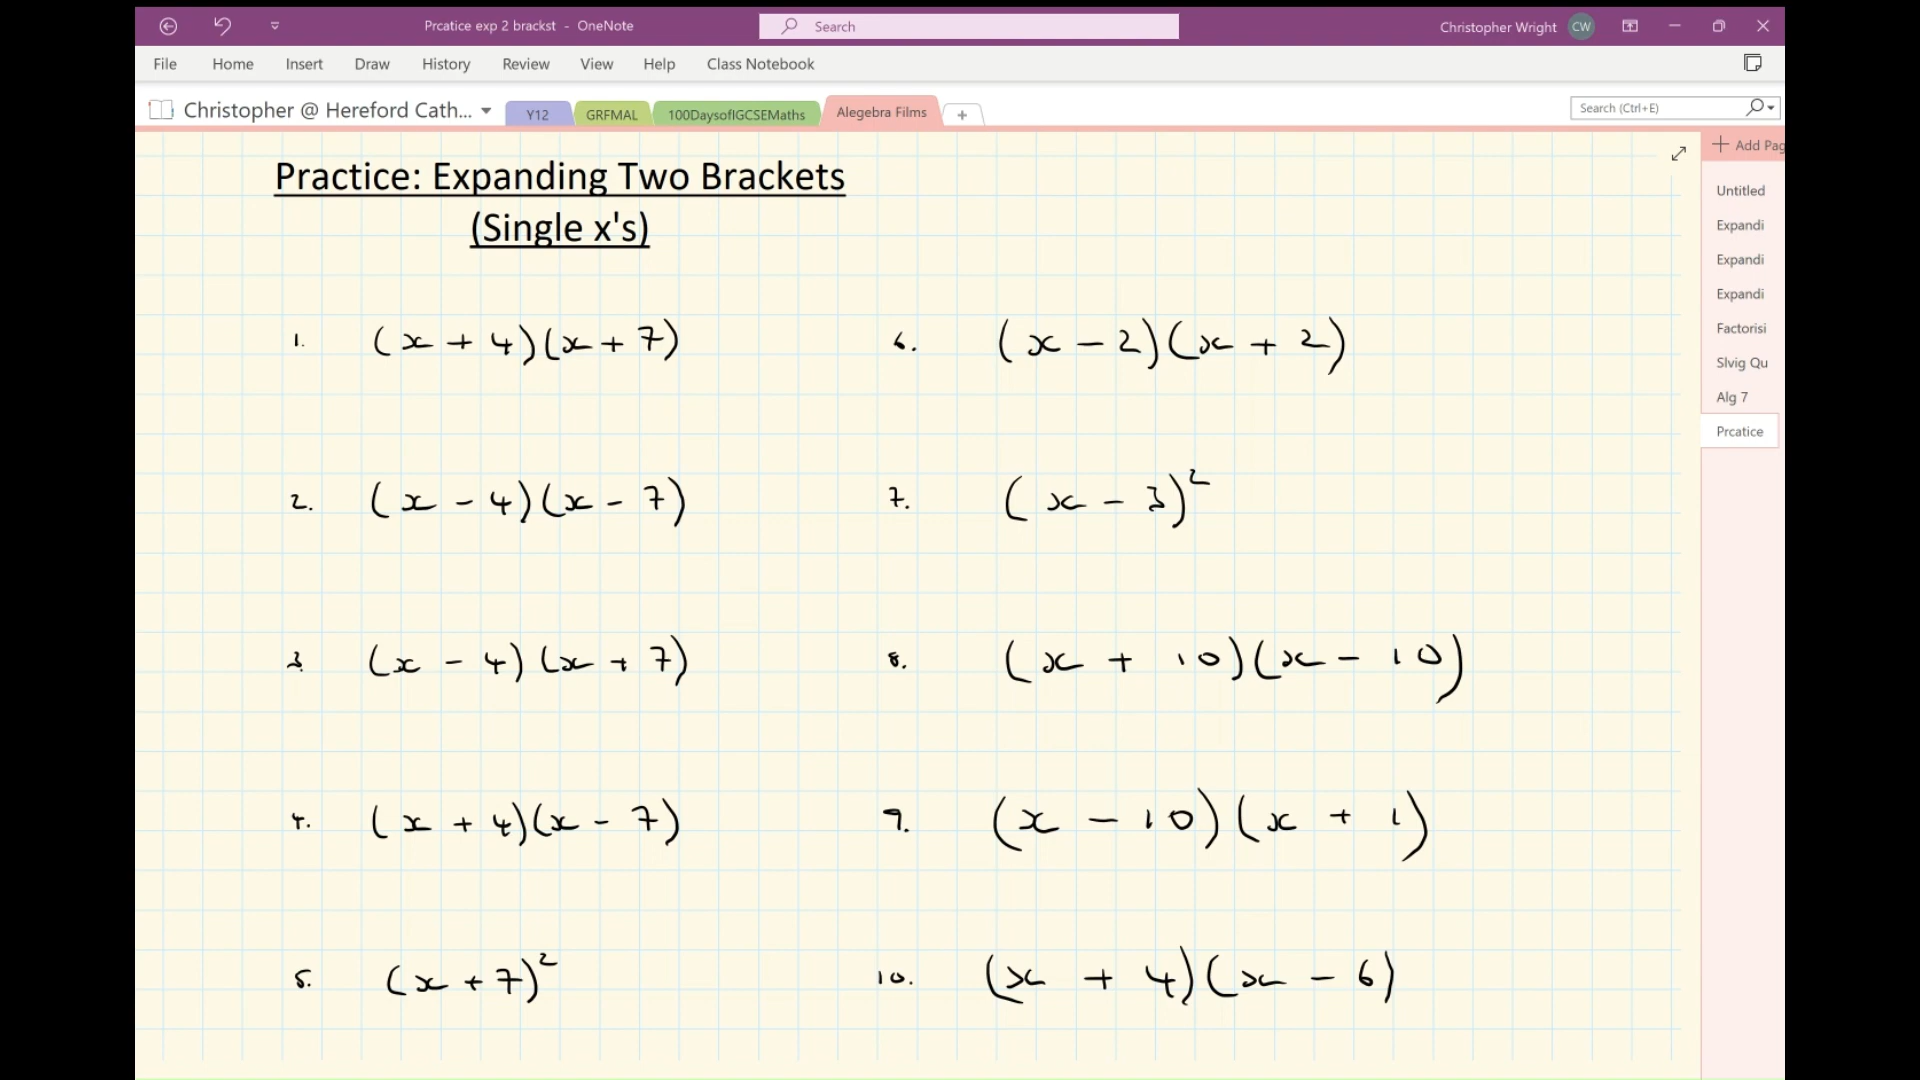 Prcatice exp 2 brackst - OneNote
Search
Christopher Wright CW
File Home Insert Draw History Review View Help Class Notebook
Christopher @ Hereford Cath... Y12 GRFMAL 100DaysofIGCSEMaths Alegebra Films +
Search (Ctrl+E)
Add Pag
Untitled
Expandi
Expandi
Expandi
Factorisi
Slvig Qu
Alg 7
Prcatice
Practice: Expanding Two Brackets
(Single x's)
1. (x + 4)(x + 7)
2. (x - 4)(x - 7)
3. (x - 4)(x + 7)
4. (x + 4)(x - 7)
5. (x + 7)²
6. (x - 2)(x + 2)
7. (x - 3)²
8. (x + 10)(x - 10)
9. (x - 10)(x + 1)
10. (x + 4)(x - 6)